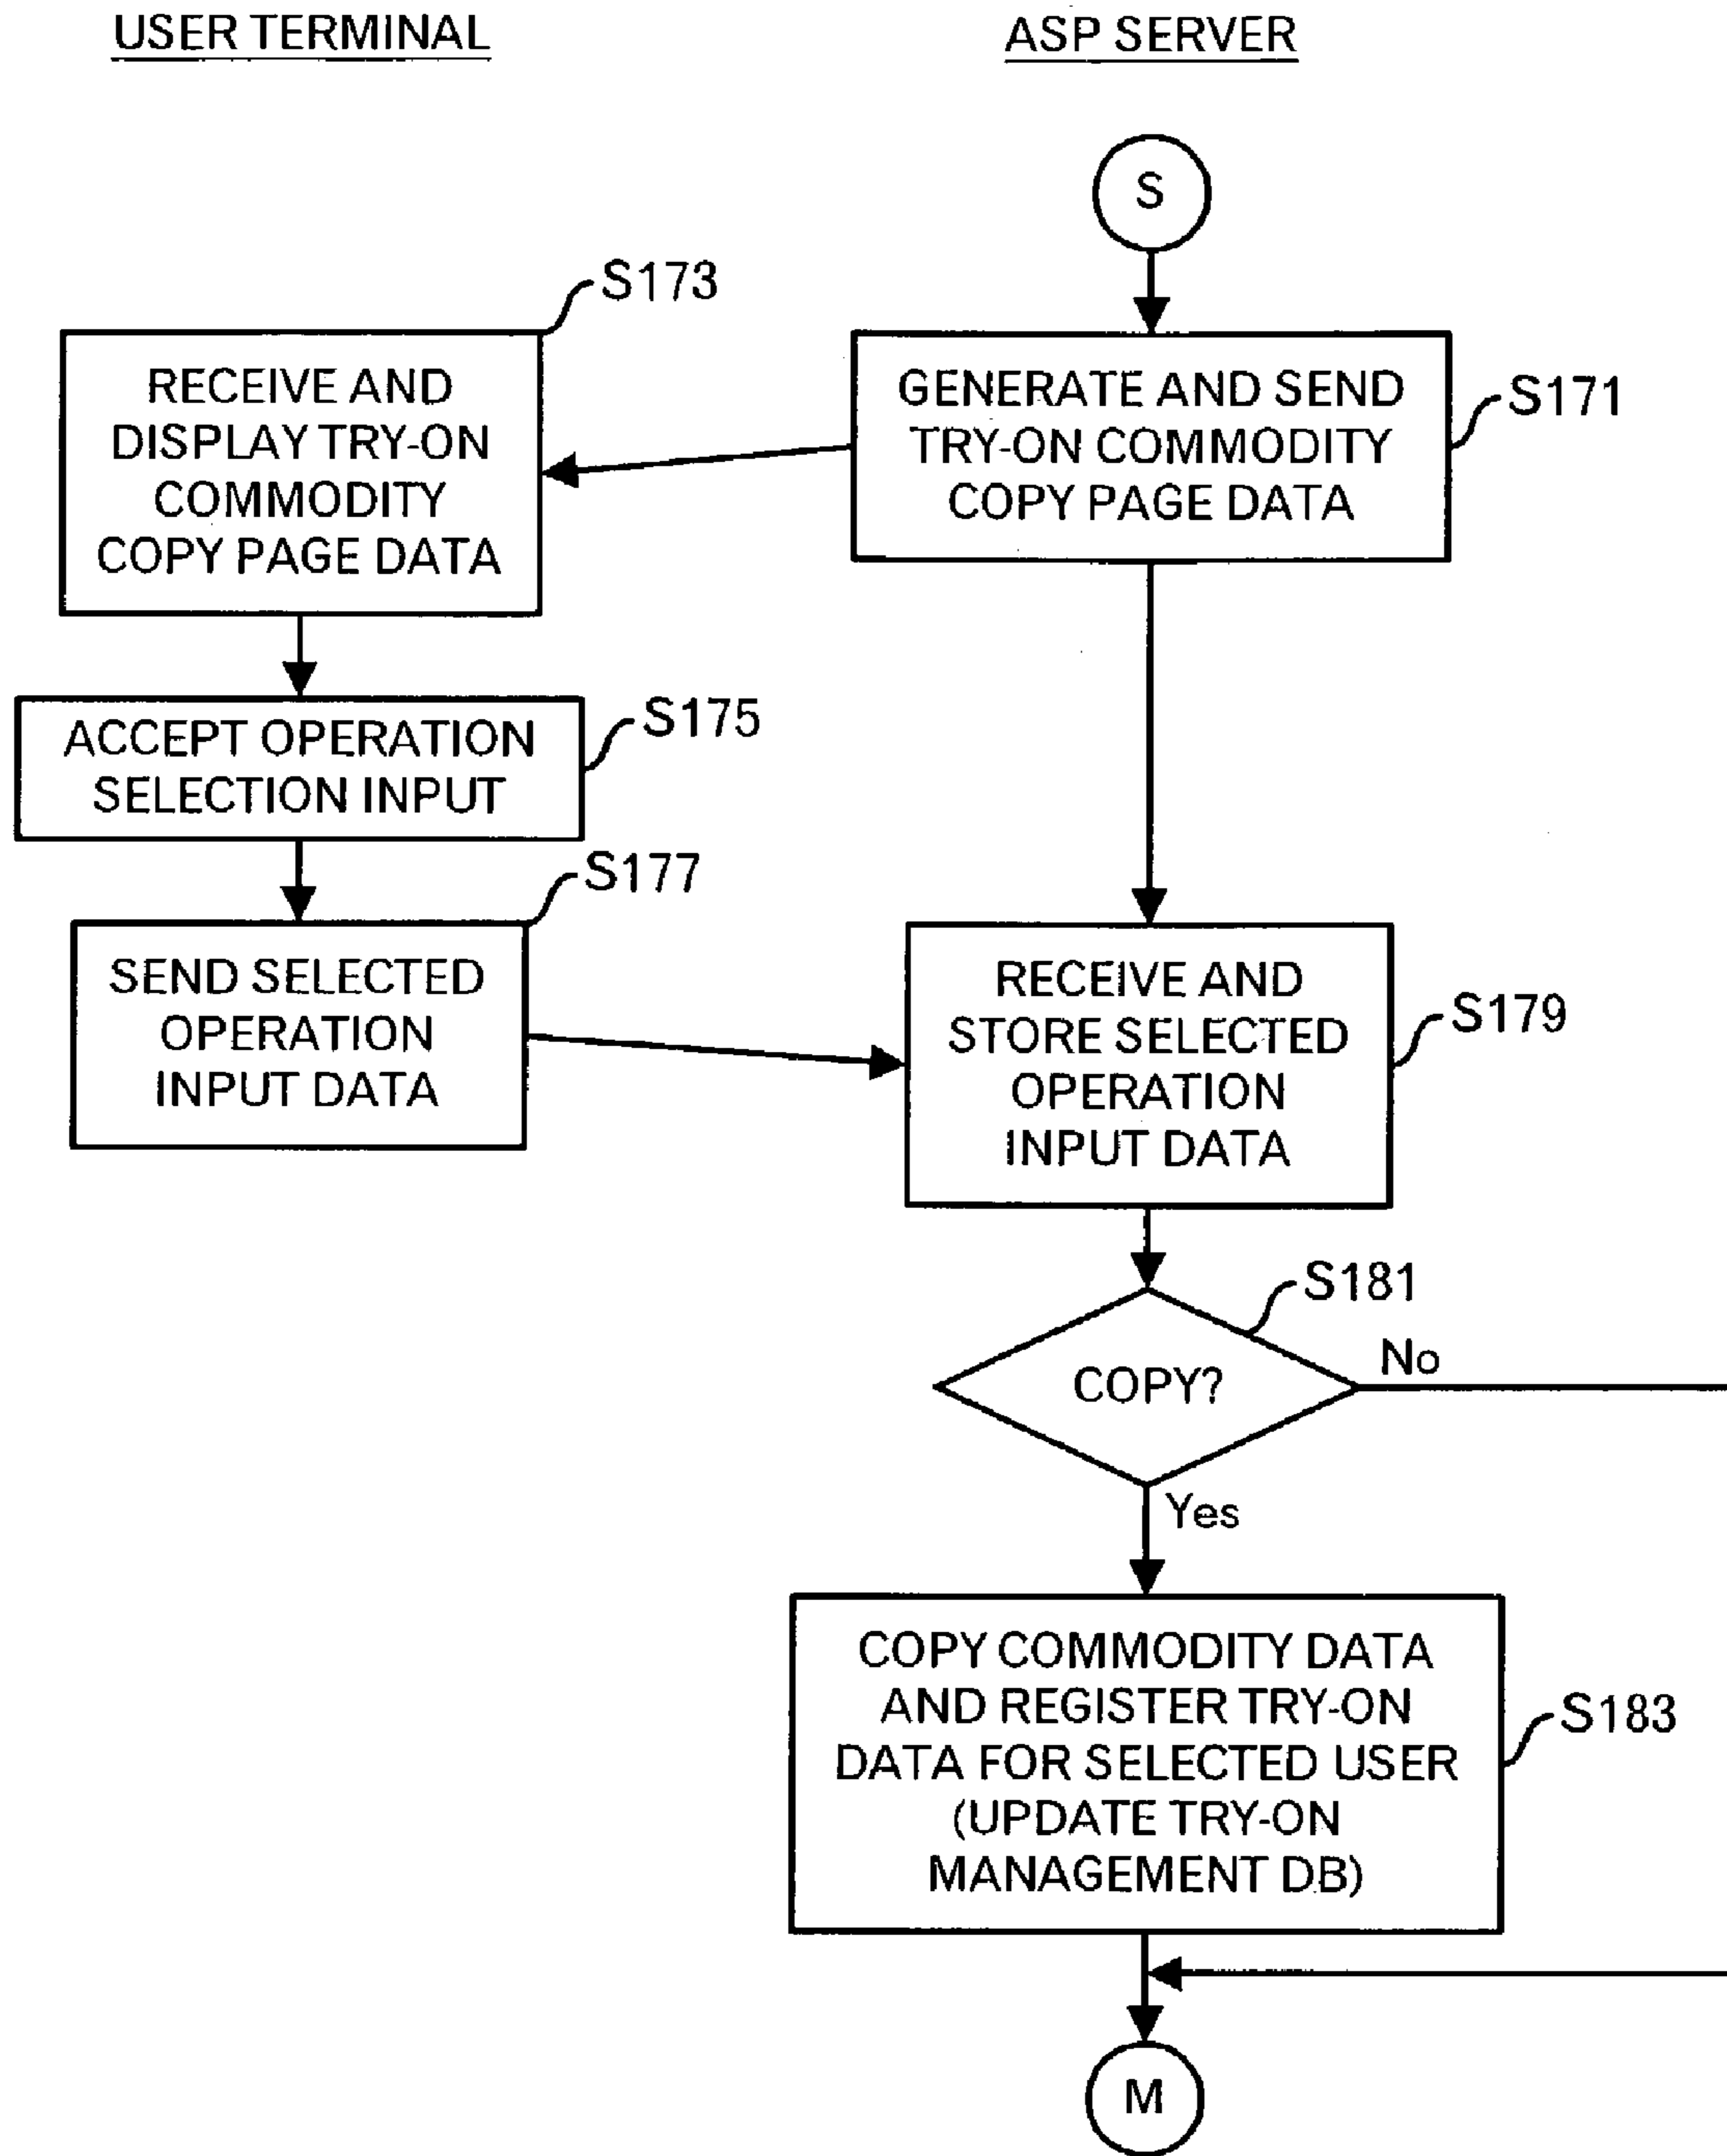 USER TERMINAL
ASP SERVER
S
S173
RECEIVE AND
DISPLAY TRY-ON
COMMODITY
COPY PAGE DATA
GENERATE AND SEND
TRY-ON COMMODITY
COPY PAGE DATA
S171
ACCEPT OPERATION
SELECTION INPUT
S175
S177
SEND SELECTED
OPERATION
INPUT DATA
RECEIVE AND
STORE SELECTED
OPERATION
INPUT DATA
S179
S181
COPY?
No
Yes
COPY COMMODITY DATA
AND REGISTER TRY-ON
DATA FOR SELECTED USER
(UPDATE TRY-ON
MANAGEMENT DB)
S183
M